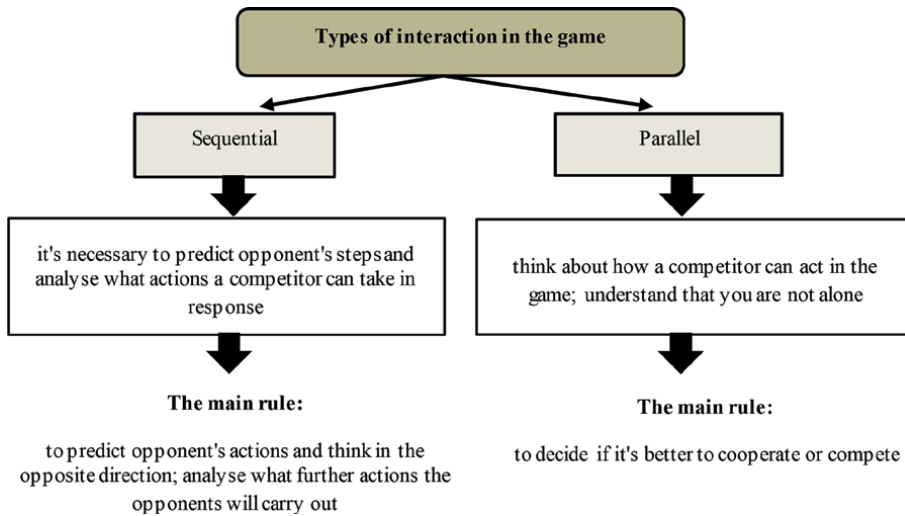 Types of interaction in the game
Sequential
it's necessary to predict opponent's steps and
analyse what actions a competitor can take in
response
The main rule:
to predict opponent's actions and think in the
opposite direction; analyse what further actions the
opponents will carry out
Parallel
think about how a competitor can act in the
game; understand that you are not alone
The main rule:
to decide if it's better to cooperate or compete